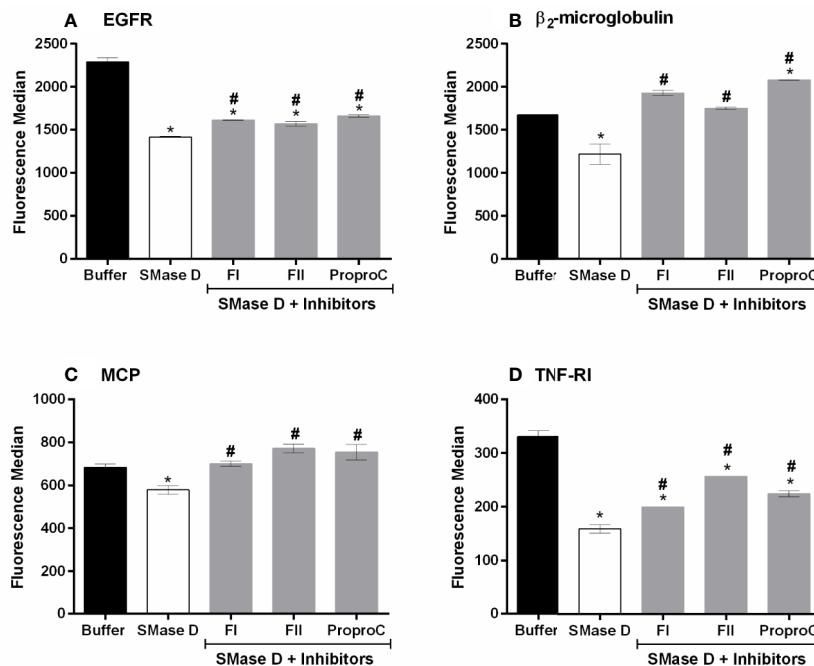 A EGFR
Fluorescence Median
2500
2000
1500
1000
500
0
*
#
*
#
*
#
*
Buffer SMase D FI FII ProproC
SMase D + Inhibitors
B β2-microglobulin
Fluorescence Median
2500
2000
1500
1000
500
0
*
#
#
#
*
Buffer SMase D FI FII ProproC
SMase D + Inhibitors
C MCP
Fluorescence Median
1000
800
600
400
200
0
*
#
#
#
Buffer SMase D FI FII ProproC
SMase D + Inhibitors
D TNF-RI
Fluorescence Median
400
300
200
100
0
*
#
*
#
*
#
*
Buffer SMase D FI FII ProproC
SMase D + Inhibitors